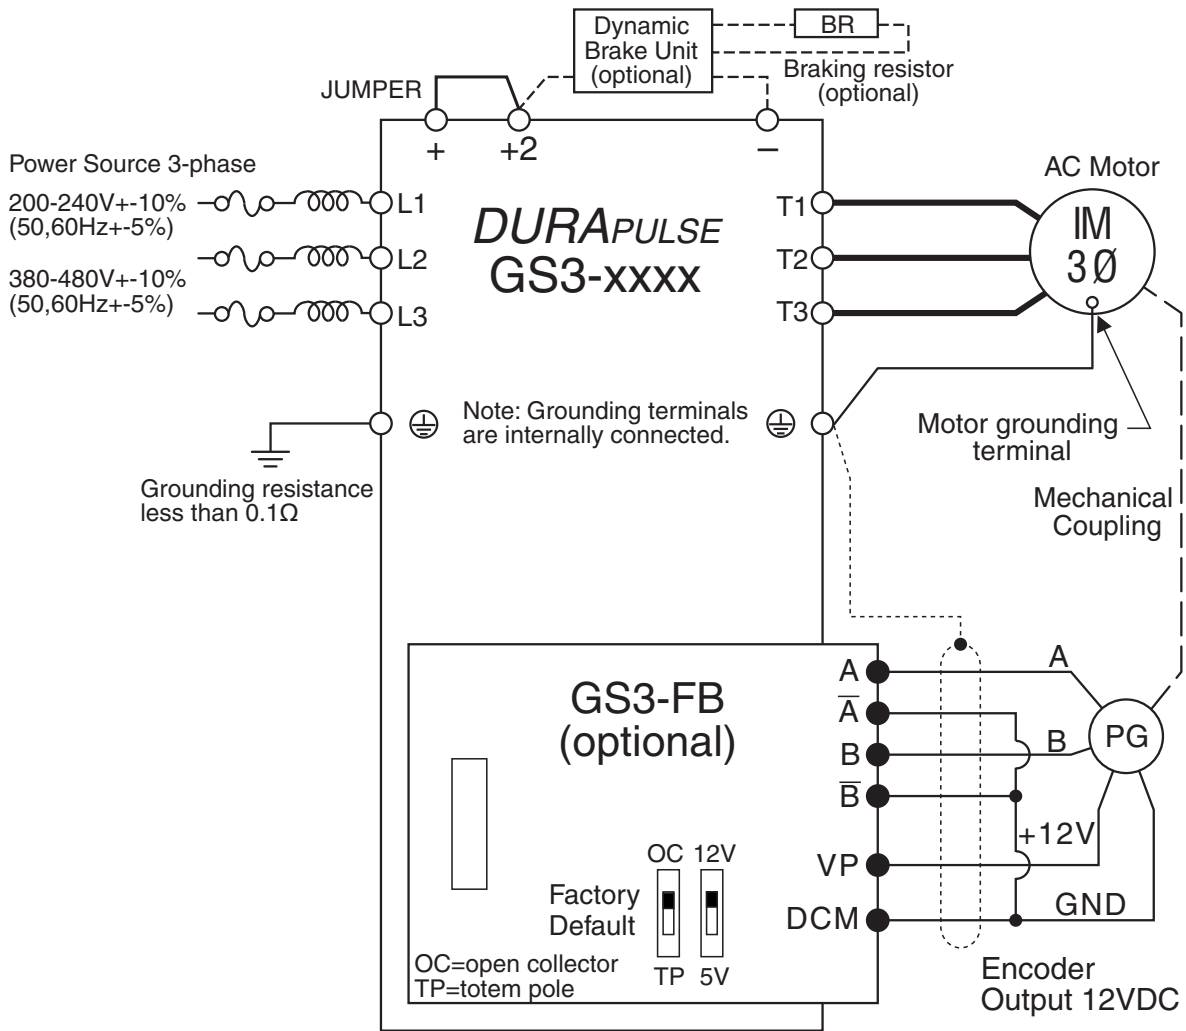 Dynamic
Brake Unit
(optional)
BR
Braking resistor
(optional)
JUMPER
+
+2
–
Power Source 3-phase
200-240V+-10%
(50,60Hz+-5%)
380-480V+-10%
(50,60Hz+-5%)
L1
L2
L3
DURAPULSE
GS3-xxxx
T1
T2
T3
AC Motor
IM
3Ø
Note: Grounding terminals
are internally connected.
Motor grounding
terminal
Grounding resistance
less than 0.1Ω
Mechanical
Coupling
GS3-FB
(optional)
A
A̅
B
B̅
VP
DCM
A
B
PG
+12V
GND
OC 12V
Factory
Default
TP 5V
OC=open collector
TP=totem pole
Encoder
Output 12VDC